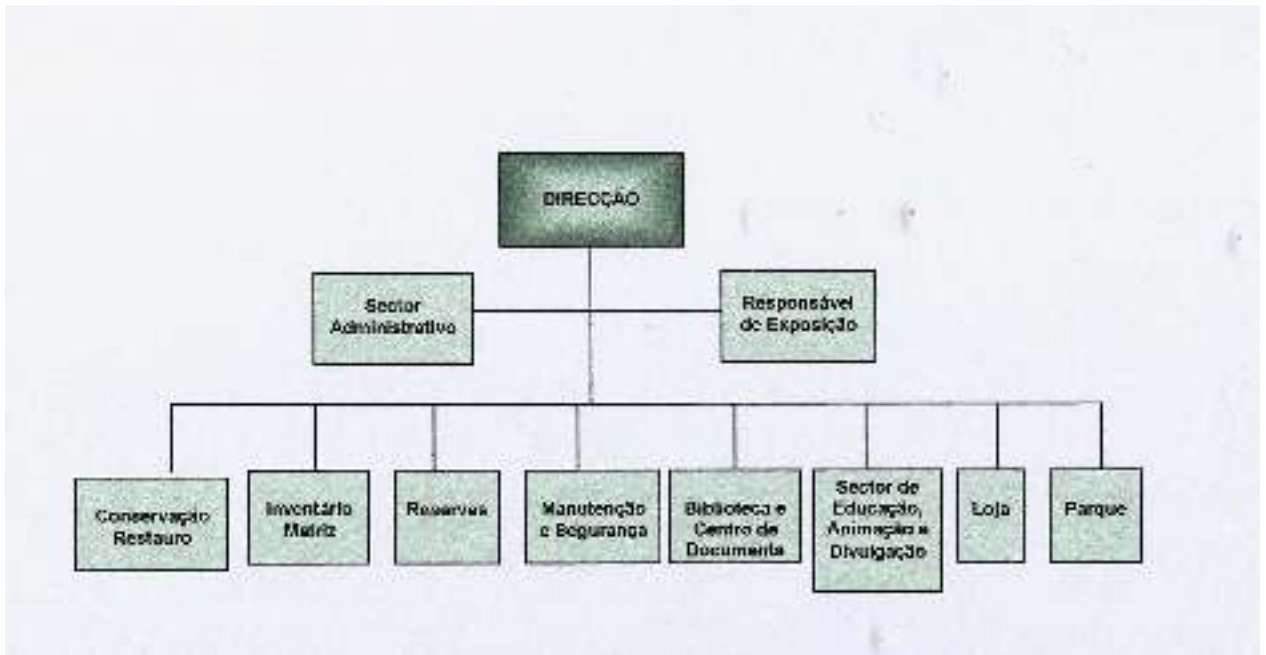 DIRECÇÃO
Sector
Administrativo
Responsável
de Exposição
Conservação
Restauro
Inventário
Matriz
Reservas
Manutenção
e Segurança
Biblioteca e
Centro de
Documenta
Sector de
Educação,
Animação e
Divulgação
Loja
Parque